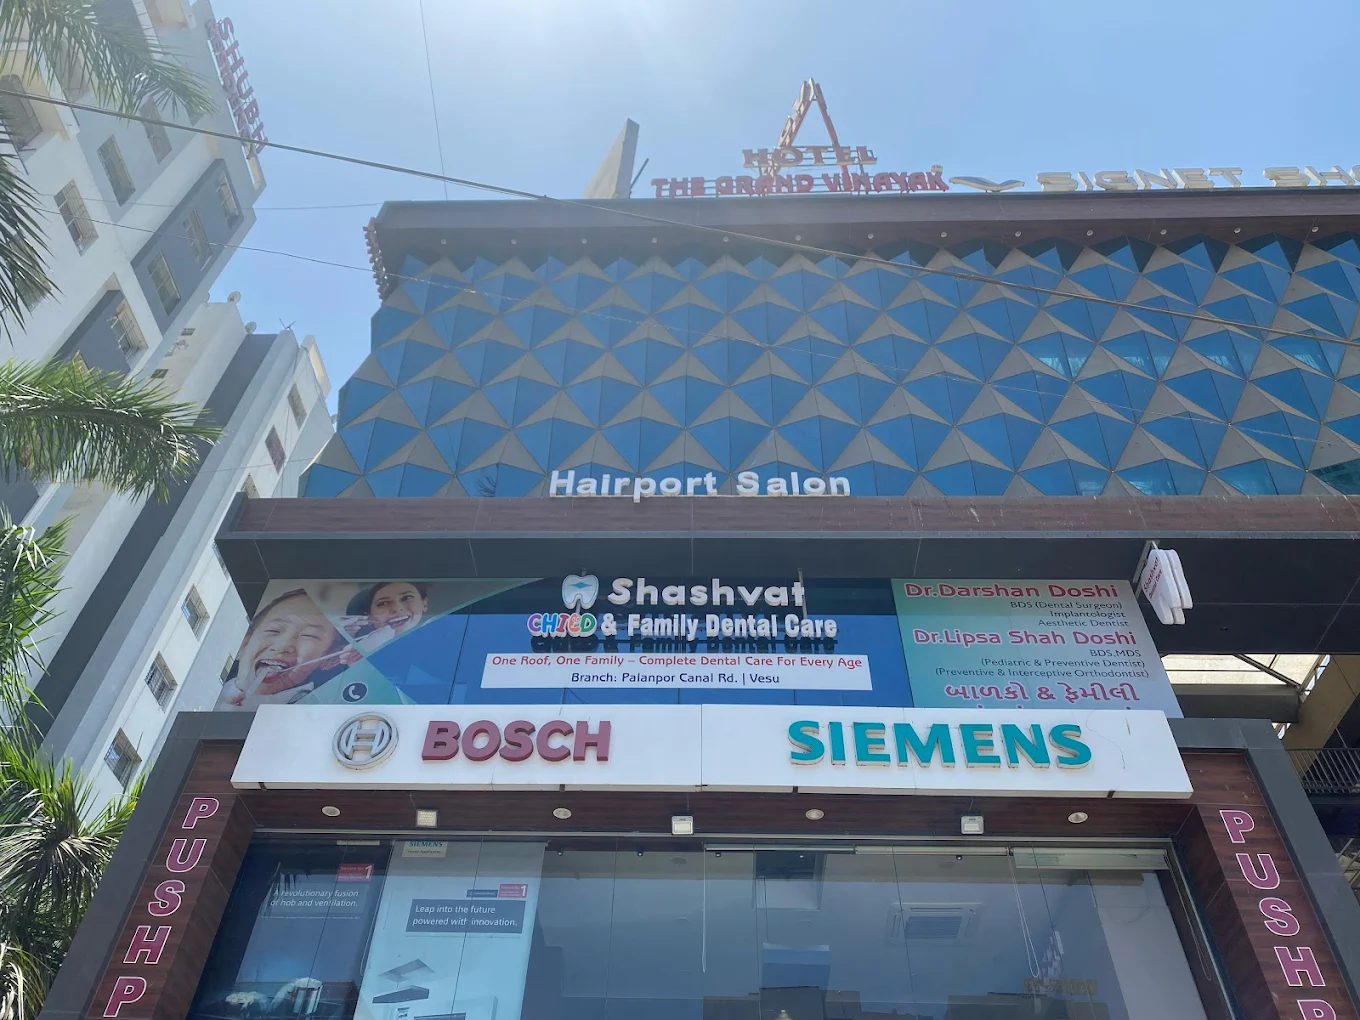 HOTEL
THE GRAND VINAYAK
SIGNET
Hairport Salon
Shashvat
CHILD & Family Dental Care
One Roof, One Family – Complete Dental Care For Every Age
Branch: Palanpor Canal Rd. | Vesu
Dr.Darshan Doshi
BDS (Dental Surgeon)
Implantologist
Aesthetic Dentist
Dr.Lipsa Shah Doshi
BDS,MDS
(Pediatric & Preventive Dentist)
(Preventive & Interceptive Orthodontist)
બાળકો & ફેમીલી
Shashvat
BOSCH
SIEMENS
PUSHP
PUSHP
SIEMENS
A revolutionary fusion
of hob and ventilation.
Leap into the future
powered with innovation.